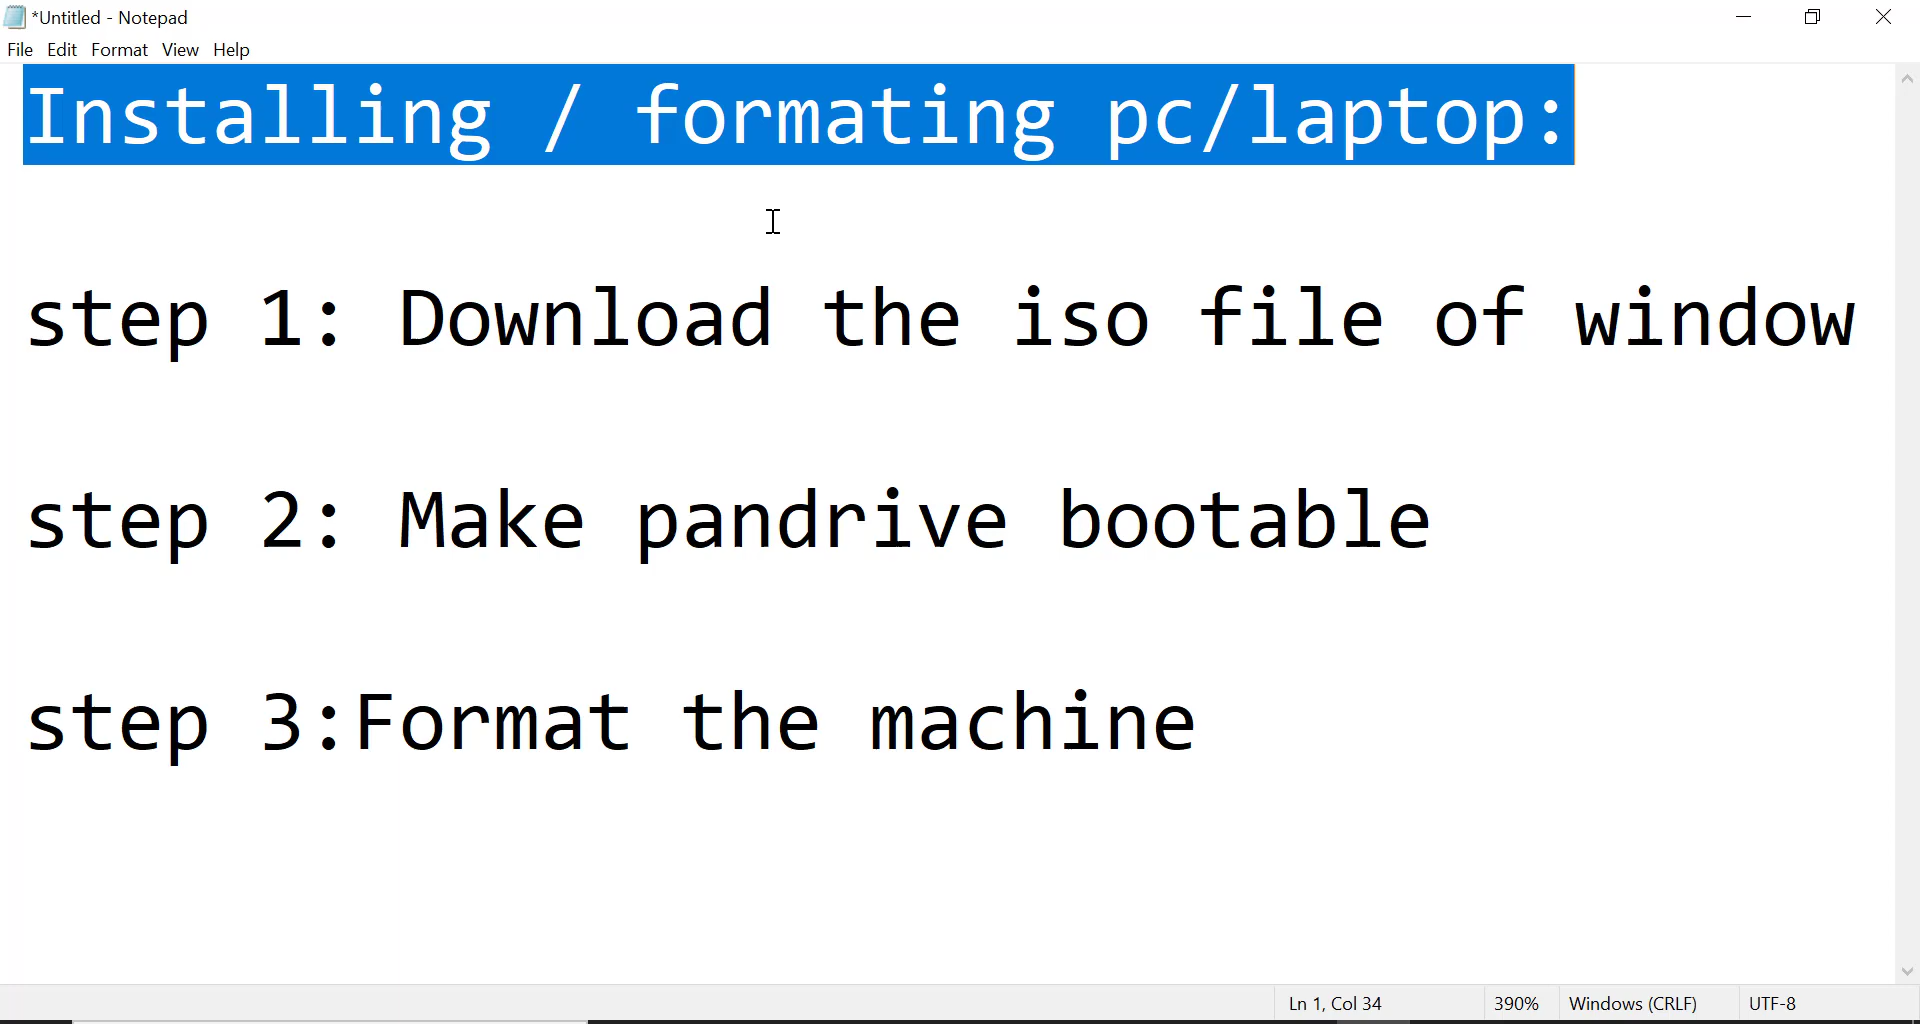 *Untitled - Notepad
File Edit Format View Help
Installing / formating pc/laptop:
step 1: Download the iso file of window
step 2: Make pandrive bootable
step 3:Format the machine
Ln 1, Col 34 390% Windows (CRLF) UTF-8